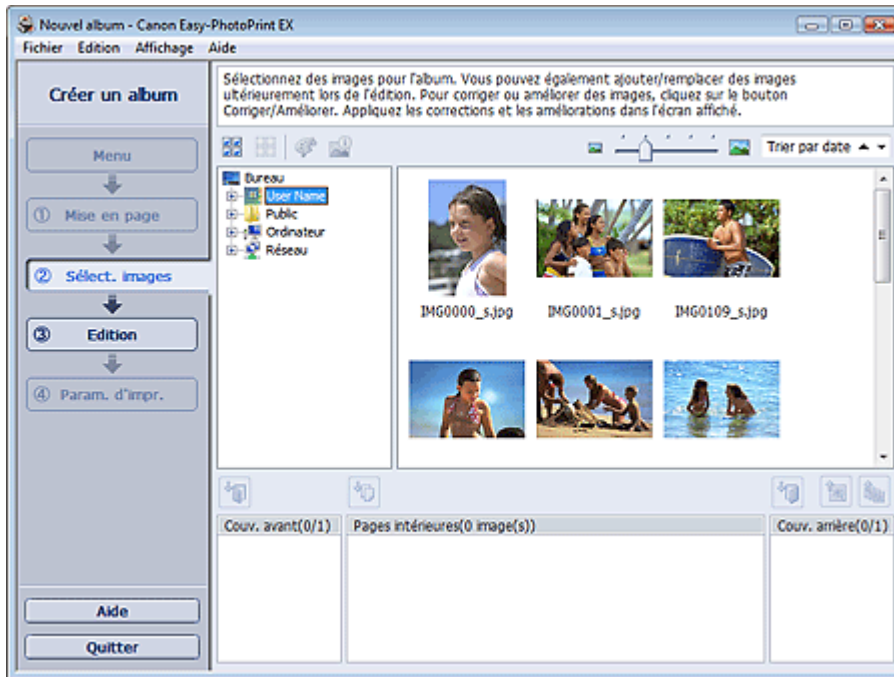 Nouvel album - Canon Easy-PhotoPrint EX
Fichier Edition Affichage Aide
Créer un album
Menu
① Mise en page
② Sélect. images
③ Edition
④ Param. d'impr.
Aide
Quitter
Sélectionnez des images pour l'album. Vous pouvez également ajouter/remplacer des images
ultérieurement lors de l'édition. Pour corriger ou améliorer des images, cliquez sur le bouton
Corriger/Améliorer. Appliquez les corrections et les améliorations dans l'écran affiché.
Trier par date
Bureau
User Name
Public
Ordinateur
Réseau
IMG0000_s.jpg IMG0001_s.jpg IMG0109_s.jpg
Couv. avant(0/1) Pages intérieures(0 image(s)) Couv. arrière(0/1)